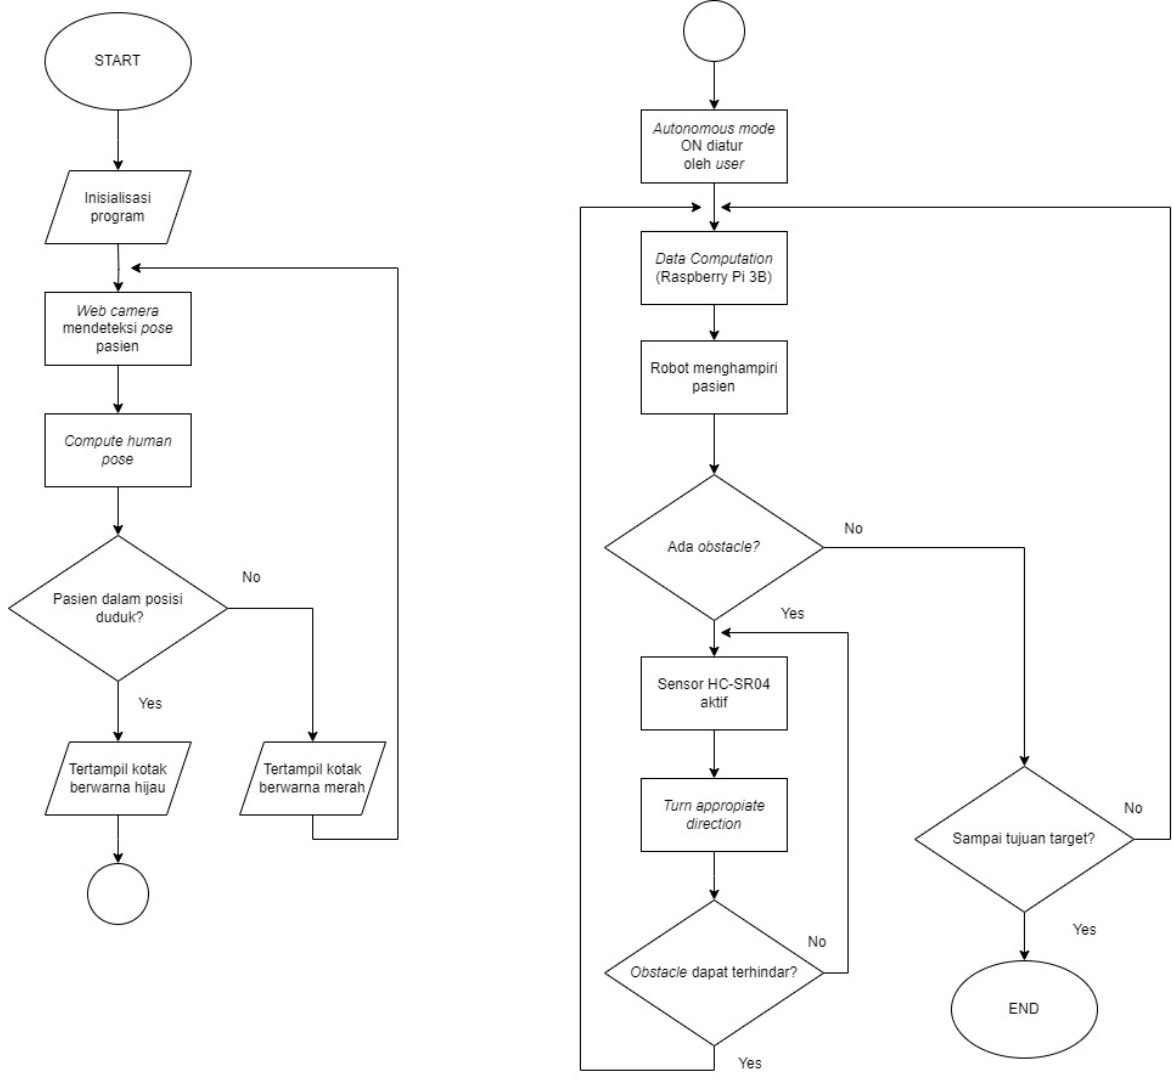 START
Inisialisasi
program
Web camera
mendeteksi pose
pasien
Compute human
pose
Pasien dalam posisi
duduk?
No
Yes
Tertampil kotak
berwarna hijau
Tertampil kotak
berwarna merah
Autonomous mode
ON diatur
oleh user
Data Computation
(Raspberry Pi 3B)
Robot menghampiri
pasien
Ada obstacle?
No
Yes
Sensor HC-SR04
aktif
Turn appropiate
direction
Obstacle dapat terhindar?
No
Yes
Sampai tujuan target?
No
Yes
END